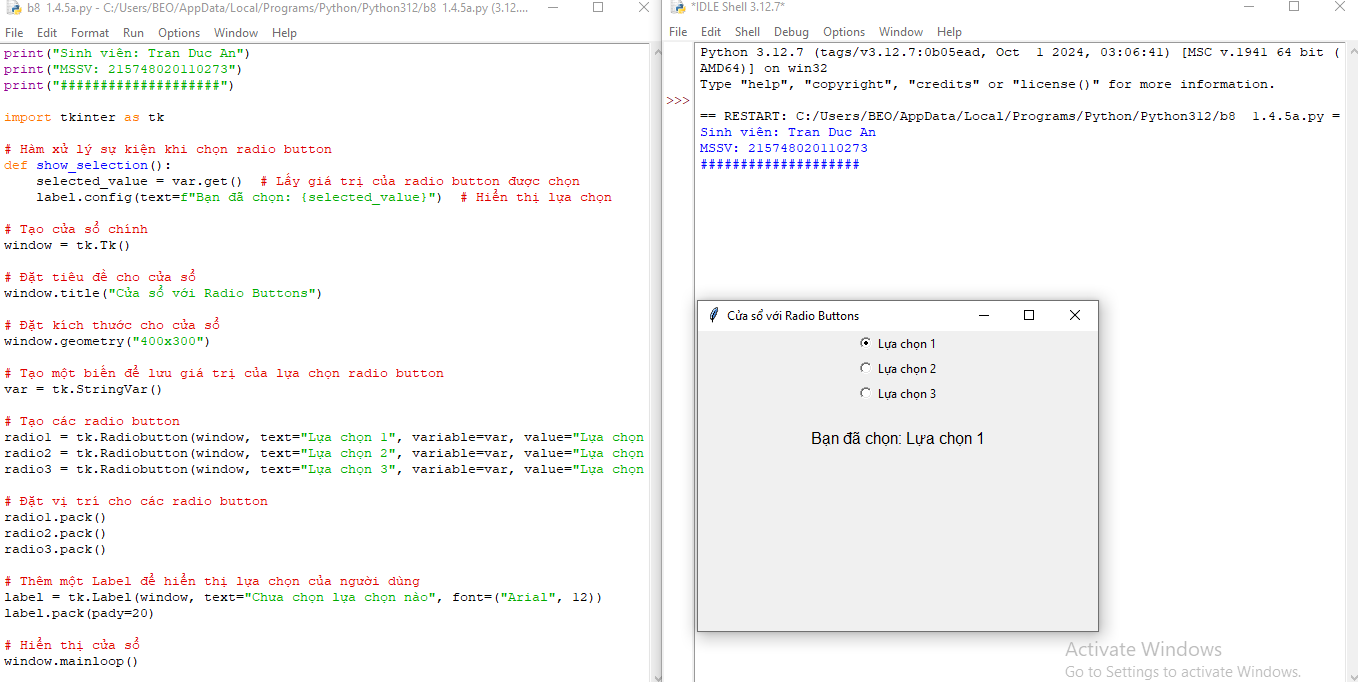 b8 1.4.5a.py - C:/Users/BEO/AppData/Local/Programs/Python/Python312/b8 1.4.5a.py (3.12....
File Edit Format Run Options Window Help
print("Sinh viên: Tran Duc An")
print("MSSV: 215748020110273")
print("####################")
import tkinter as tk
# Hàm xử lý sự kiện khi chọn radio button
def show_selection():
    selected_value = var.get()  # Lấy giá trị của radio button được chọn
    label.config(text=f"Bạn đã chọn: {selected_value}")  # Hiển thị lựa chọn
# Tạo cửa sổ chính
window = tk.Tk()
# Đặt tiêu đề cho cửa sổ
window.title("Cửa sổ với Radio Buttons")
# Đặt kích thước cho cửa sổ
window.geometry("400x300")
# Tạo một biến để lưu giá trị của lựa chọn radio button
var = tk.StringVar()
# Tạo các radio button
radio1 = tk.Radiobutton(window, text="Lựa chọn 1", variable=var, value="Lựa chọn
radio2 = tk.Radiobutton(window, text="Lựa chọn 2", variable=var, value="Lựa chọn
radio3 = tk.Radiobutton(window, text="Lựa chọn 3", variable=var, value="Lựa chọn
# Đặt vị trí cho các radio button
radio1.pack()
radio2.pack()
radio3.pack()
# Thêm một Label để hiển thị lựa chọn của người dùng
label = tk.Label(window, text="Chưa chọn lựa chọn nào", font=("Arial", 12))
label.pack(pady=20)
# Hiển thị cửa sổ
window.mainloop()
*IDLE Shell 3.12.7*
File Edit Shell Debug Options Window Help
Python 3.12.7 (tags/v3.12.7:0b05ead, Oct  1 2024, 03:06:41) [MSC v.1941 64 bit (
AMD64)] on win32
Type "help", "copyright", "credits" or "license()" for more information.
>>>
== RESTART: C:/Users/BEO/AppData/Local/Programs/Python/Python312/b8  1.4.5a.py =
Sinh viên: Tran Duc An
MSSV: 215748020110273
####################
Cửa sổ với Radio Buttons
Lựa chọn 1
Lựa chọn 2
Lựa chọn 3
Bạn đã chọn: Lựa chọn 1
Activate Windows
Go to Settings to activate Windows.